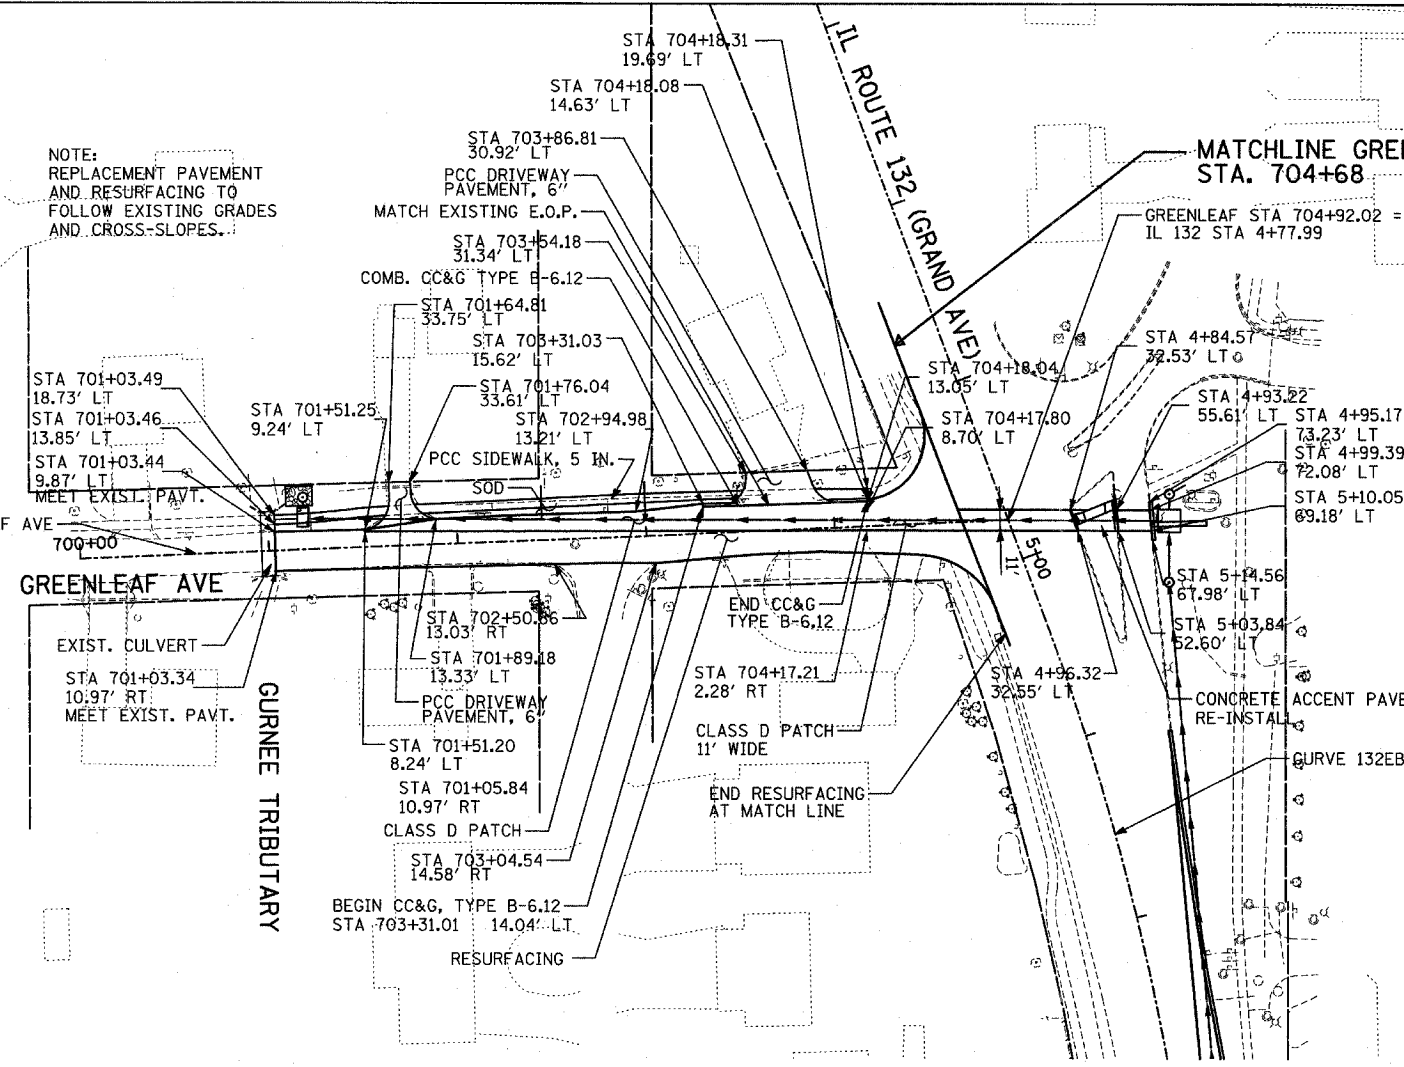 STA 704+18.31
19.69' LT
STA 704+18.08
14.63' LT
STA 703+86.81
30.92' LT
PCC DRIVEWAY
PAVEMENT, 6"
MATCH EXISTING E.O.P.
STA 703+54.18
31.34' LT
COMB. CC&G TYPE B-6.12
STA 701+64.81
33.75' LT
STA 703+31.03
15.62' LT
STA 701+76.04
33.61' LT
STA 702+94.98
13.21' LT
PCC SIDEWALK, 5 IN.
SOD
NOTE:
REPLACEMENT PAVEMENT
AND RESURFACING TO
FOLLOW EXISTING GRADES
AND CROSS-SLOPES.
STA 701+03.49
18.73' LT
STA 701+03.46
13.85' LT
STA 701+03.44
9.87' LT
MEET EXIST. PAVT.
STA 701+51.25
9.24' LT
F AVE
700+00
GREENLEAF AVE
EXIST. CULVERT
STA 701+03.34
10.97' RT
MEET EXIST. PAVT.
GURNEE TRIBUTARY
STA 702+50.66
13.03' RT
STA 701+89.18
13.33' LT
PCC DRIVEWAY
PAVEMENT, 6"
STA 701+51.20
8.24' LT
STA 701+05.84
10.97' RT
CLASS D PATCH
STA 703+04.54
14.58' RT
BEGIN CC&G, TYPE B-6.12
STA 703+31.01 14.04' LT
RESURFACING
IL ROUTE 132 (GRAND AVE)
MATCHLINE GREE
STA. 704+68
GREENLEAF STA 704+92.02 =
IL 132 STA 4+77.99
STA 4+84.57
32.53' LT
STA 704+18.04
13.05' LT
STA 704+17.80
8.70' LT
STA 4+93.22
55.61' LT
STA 4+95.17
73.23' LT
STA 4+99.39
72.08' LT
STA 5+10.05
69.18' LT
11'
5+00
STA 5+14.56
67.98' LT
STA 5+03.84
52.60' LT
STA 4+96.32
32.55' LT
END CC&G
TYPE B-6.12
STA 704+17.21
2.28' RT
CLASS D PATCH
11' WIDE
END RESURFACING
AT MATCH LINE
CONCRETE ACCENT PAVE
RE-INSTALL
CURVE 132EB